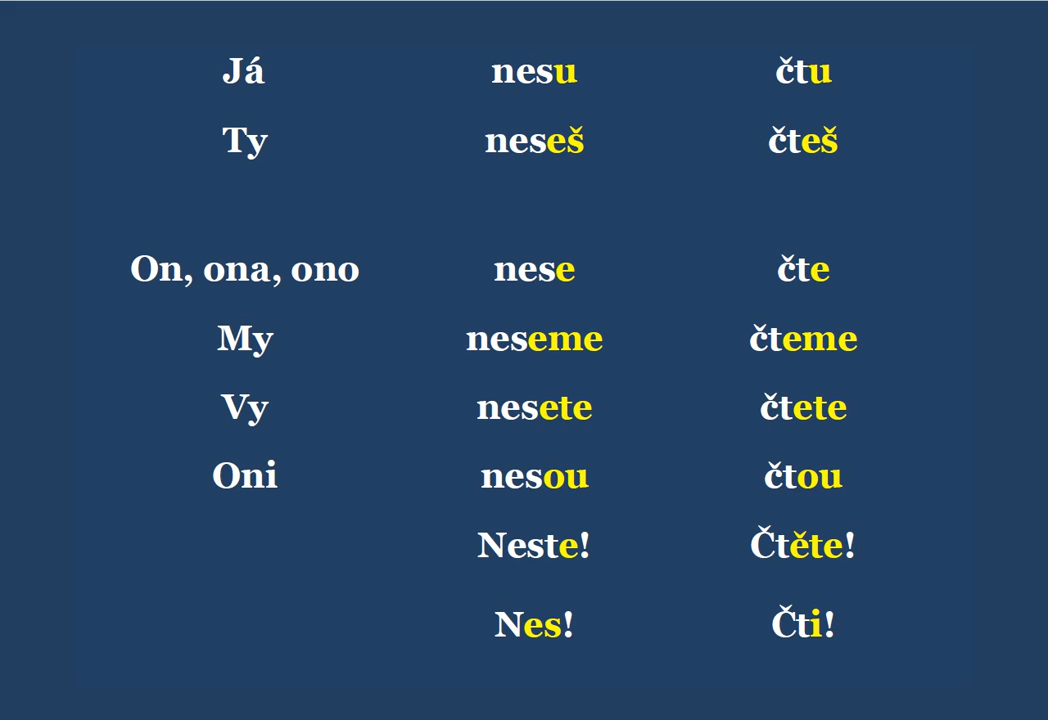 Já nesu čtu
Ty neseš čteš
On, ona, ono nese čte
My neseme čteme
Vy nesete čtete
Oni nesou čtou
Neste! Čtěte!
Nes! Čti!